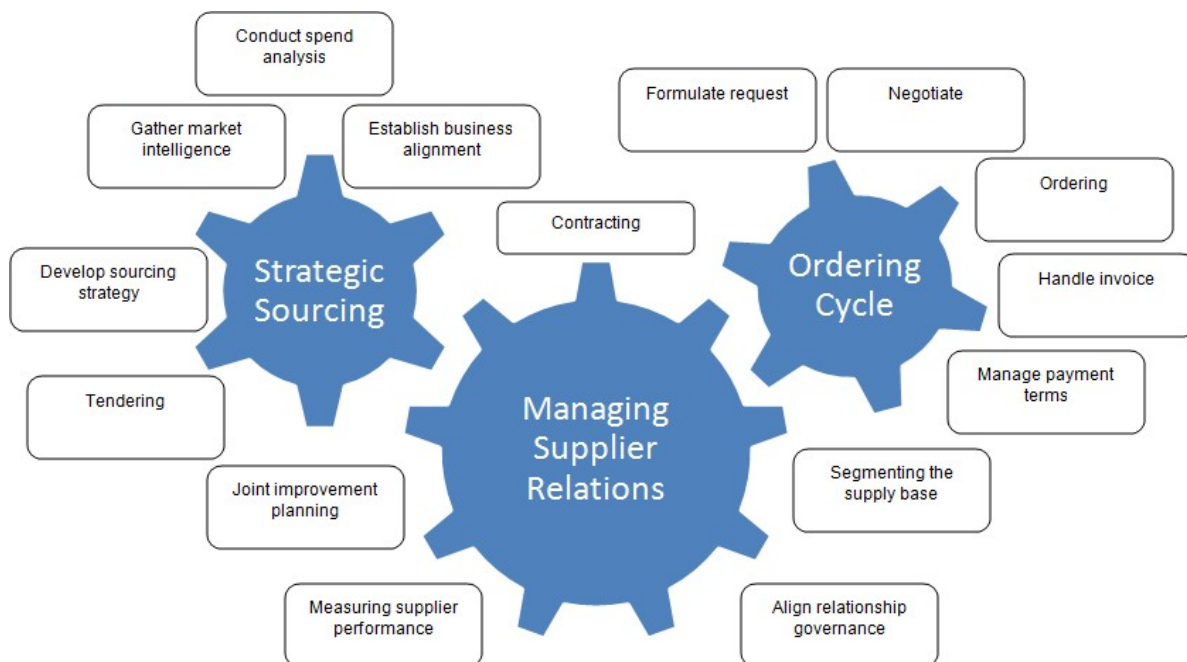 Conduct spend
analysis
Gather market
intelligence
Establish business
alignment
Develop sourcing
strategy
Tendering
Strategic
Sourcing
Formulate request
Negotiate
Ordering
Handle invoice
Manage payment
terms
Ordering
Cycle
Contracting
Managing
Supplier
Relations
Joint improvement
planning
Measuring supplier
performance
Segmenting the
supply base
Align relationship
governance